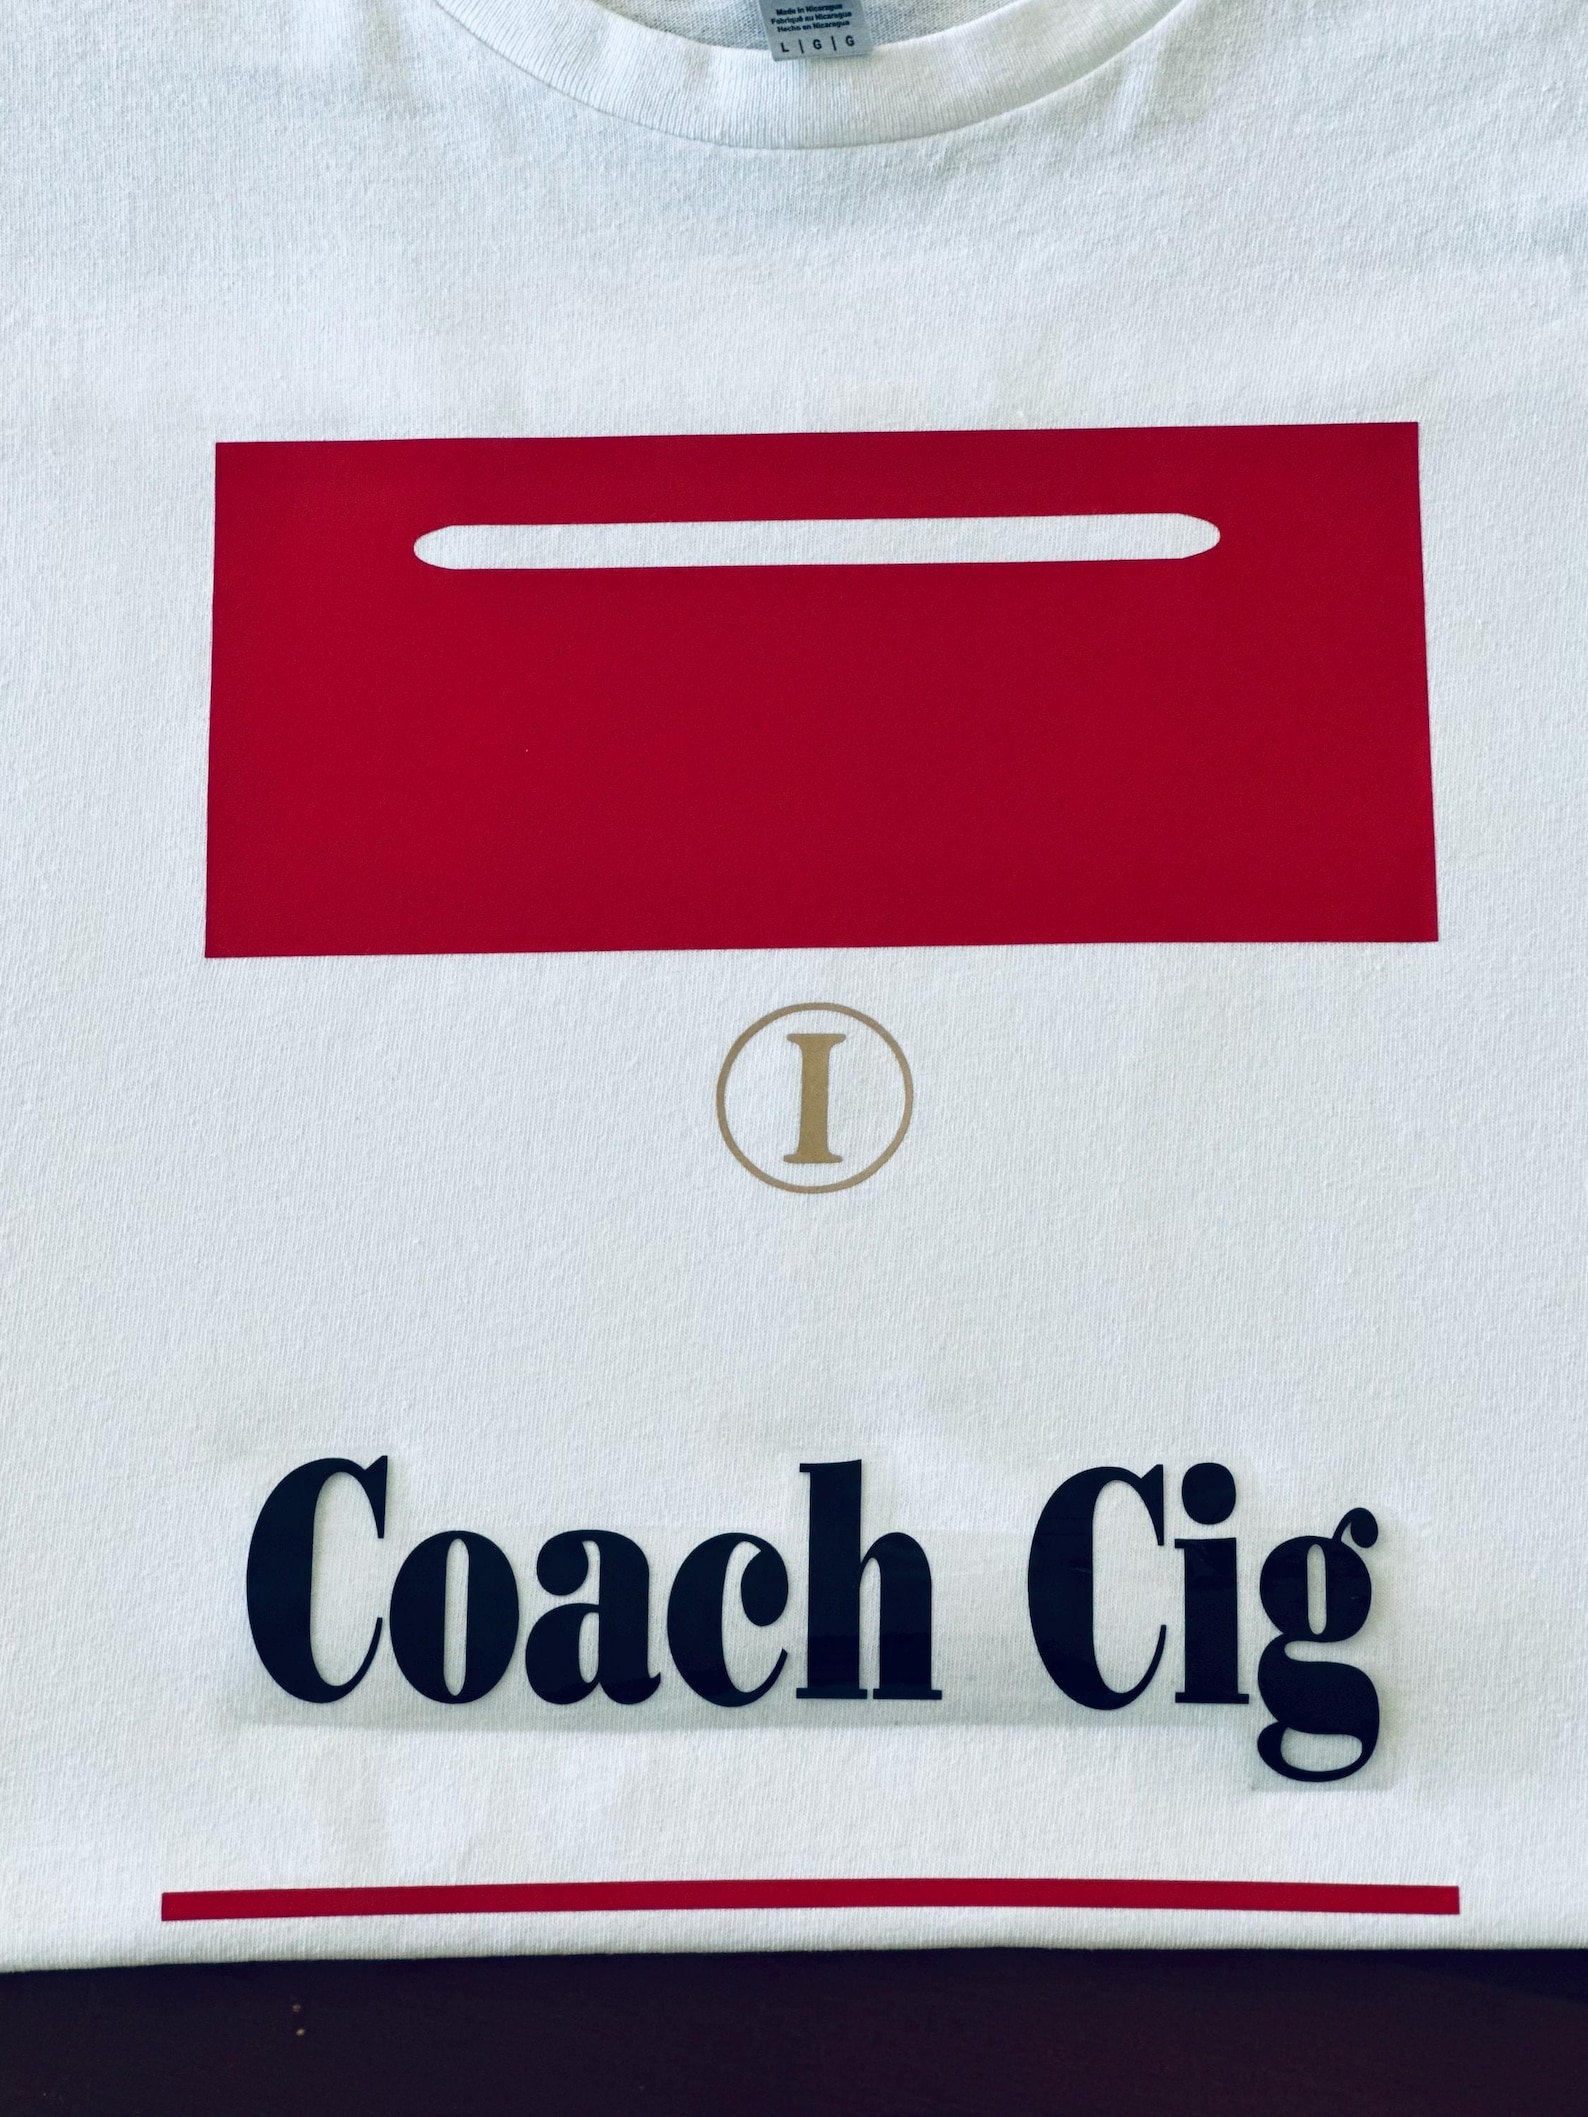 Made in Nicaragua
Fabriqué au Nicaragua
Hecho en Nicaragua
L | G | G
I
Coach Cig